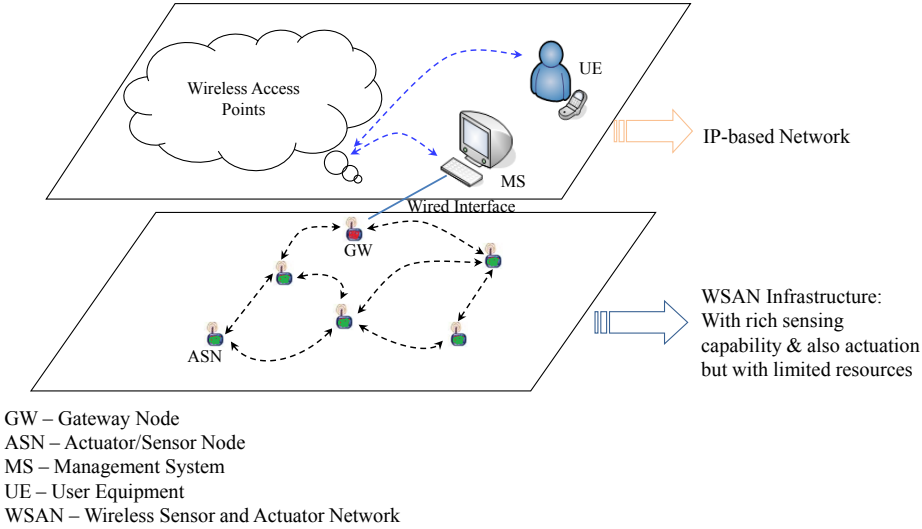 Wireless Access
Points
UE
IP-based Network
MS
Wired Interface
GW
ASN
WSAN Infrastructure:
With rich sensing
capability & also actuation
but with limited resources
GW – Gateway Node
ASN – Actuator/Sensor Node
MS – Management System
UE – User Equipment
WSAN – Wireless Sensor and Actuator Network